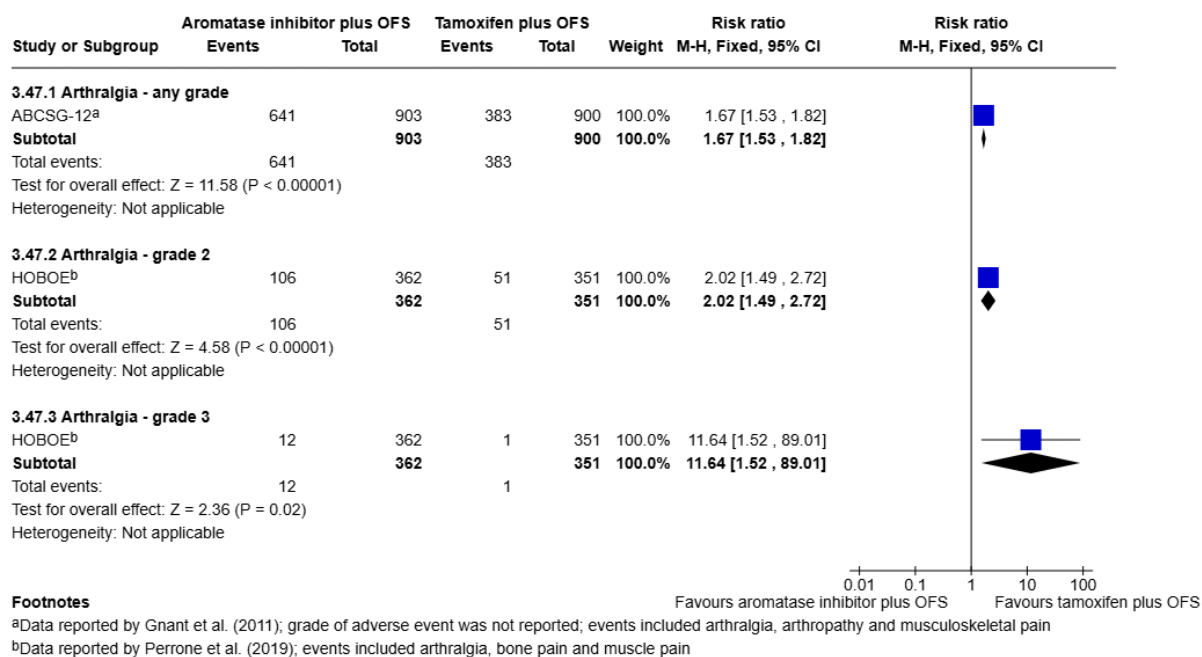 Aromatase inhibitor plus OFS Tamoxifen plus OFS Risk ratio Risk ratio
Study or Subgroup Events Total Events Total Weight M-H, Fixed, 95% CI M-H, Fixed, 95% CI
3.47.1 Arthralgia - any grade
ABCSG-12a 641 903 383 900 100.0% 1.67 [1.53 , 1.82]
Subtotal 903 900 100.0% 1.67 [1.53 , 1.82]
Total events: 641 383
Test for overall effect: Z = 11.58 (P < 0.00001)
Heterogeneity: Not applicable
3.47.2 Arthralgia - grade 2
HOBOEb 106 362 51 351 100.0% 2.02 [1.49 , 2.72]
Subtotal 362 351 100.0% 2.02 [1.49 , 2.72]
Total events: 106 51
Test for overall effect: Z = 4.58 (P < 0.00001)
Heterogeneity: Not applicable
3.47.3 Arthralgia - grade 3
HOBOEb 12 362 1 351 100.0% 11.64 [1.52 , 89.01]
Subtotal 362 351 100.0% 11.64 [1.52 , 89.01]
Total events: 12 1
Test for overall effect: Z = 2.36 (P = 0.02)
Heterogeneity: Not applicable
0.01 0.1 1 10 100
Footnotes Favours aromatase inhibitor plus OFS Favours tamoxifen plus OFS
aData reported by Gnant et al. (2011); grade of adverse event was not reported; events included arthralgia, arthropathy and musculoskeletal pain
bData reported by Perrone et al. (2019); events included arthralgia, bone pain and muscle pain